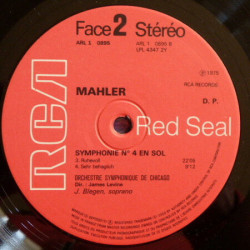 Face 2 Stéréo
ARL 1 0895
ARL 1 0895 B
LPL 4347 21
℗ 1975
RCA RECORDS
MAHLER
D. P.
RCA
Red Seal
SYMPHONIE N° 4 EN SOL
3. Ruhevoll 22'09
4. Sehr behaglich 9'12
ORCHESTRE SYMPHONIQUE DE CHICAGO
Dir. : James Levine
J. Blegen, soprano